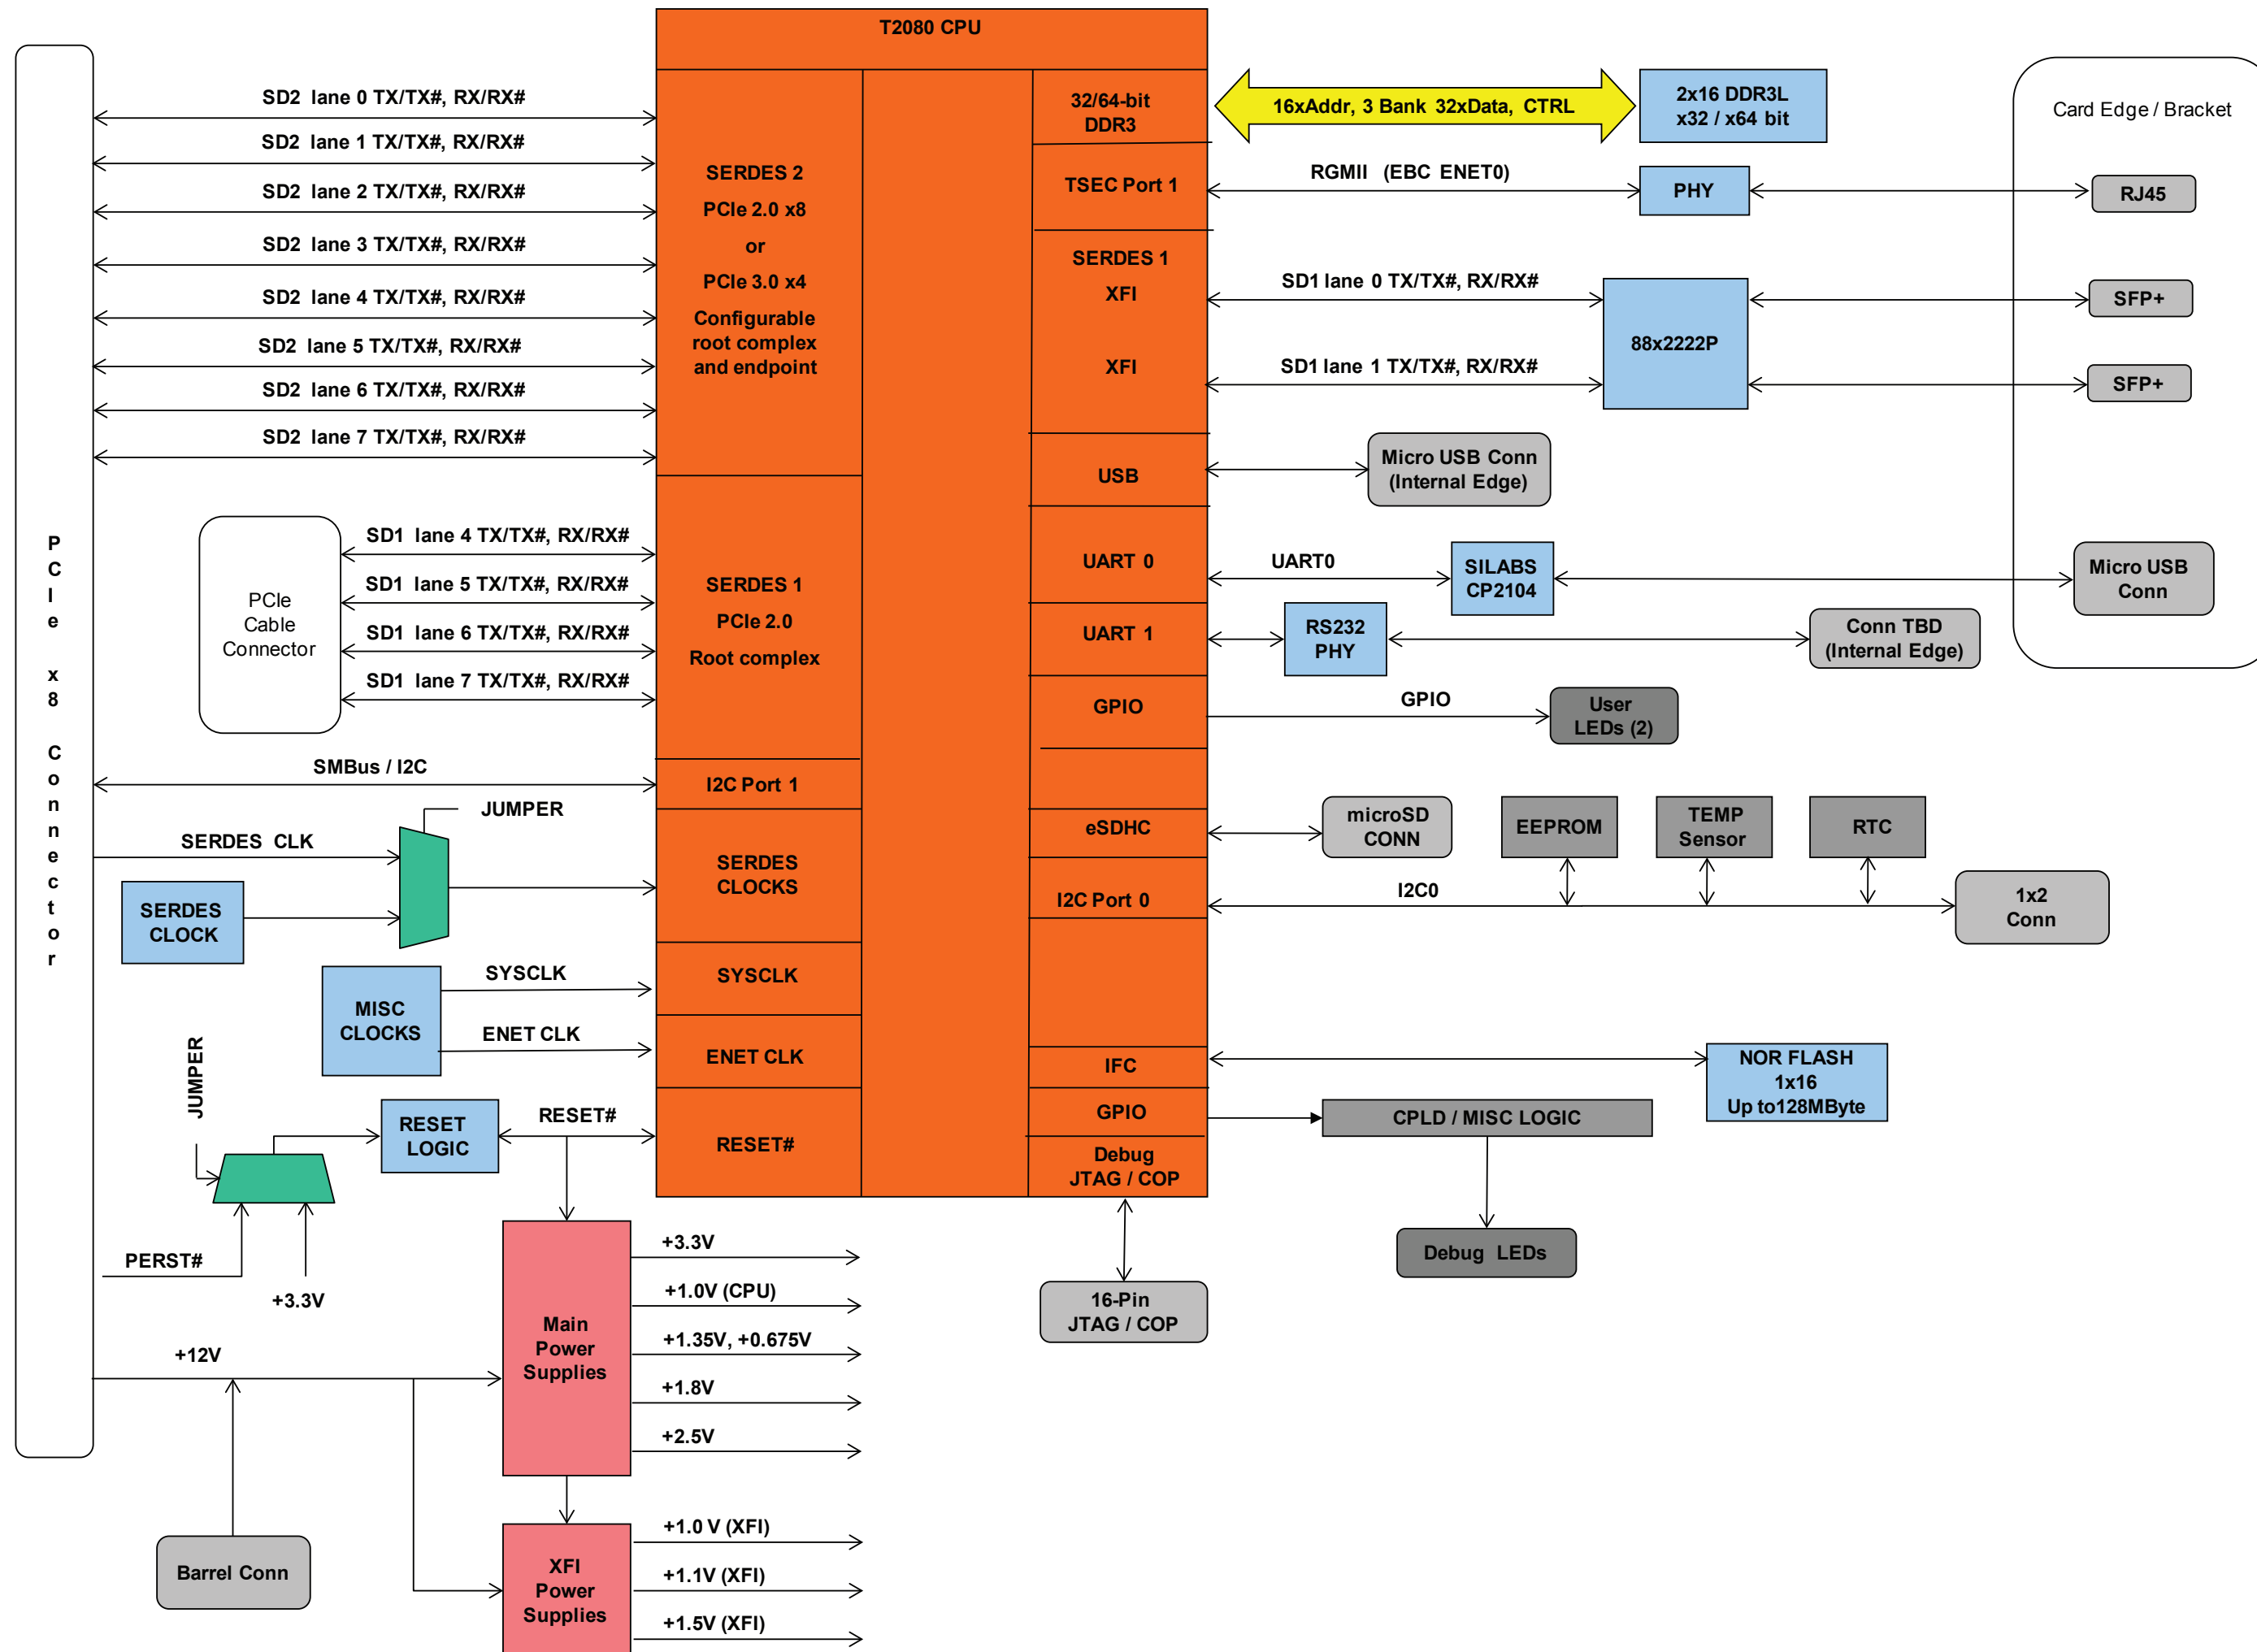 T2080 CPU
PCIe x8 Connector
SD2 lane 0 TX/TX#, RX/RX#
SD2 lane 1 TX/TX#, RX/RX#
SD2 lane 2 TX/TX#, RX/RX#
SD2 lane 3 TX/TX#, RX/RX#
SD2 lane 4 TX/TX#, RX/RX#
SD2 lane 5 TX/TX#, RX/RX#
SD2 lane 6 TX/TX#, RX/RX#
SD2 lane 7 TX/TX#, RX/RX#
SERDES 2
PCIe 2.0 x8
or
PCIe 3.0 x4
Configurable
root complex
and endpoint
PCIe
Cable
Connector
SD1 lane 4 TX/TX#, RX/RX#
SD1 lane 5 TX/TX#, RX/RX#
SD1 lane 6 TX/TX#, RX/RX#
SD1 lane 7 TX/TX#, RX/RX#
SERDES 1
PCIe 2.0
Root complex
SMBus / I2C
I2C Port 1
JUMPER
SERDES CLK
SERDES
CLOCK
SERDES
CLOCKS
MISC
CLOCKS
SYSCLK
SYSCLK
ENET CLK
ENET CLK
JUMPER
RESET
LOGIC
RESET#
RESET#
PERST#
+3.3V
+12V
Barrel Conn
Main
Power
Supplies
+3.3V
+1.0V (CPU)
+1.35V, +0.675V
+1.8V
+2.5V
XFI
Power
Supplies
+1.0 V (XFI)
+1.1V (XFI)
+1.5V (XFI)
32/64-bit
DDR3
16xAddr, 3 Bank 32xData, CTRL
2x16 DDR3L
x32 / x64 bit
Card Edge / Bracket
TSEC Port 1
RGMII (EBC ENET0)
PHY
RJ45
SERDES 1
XFI
SD1 lane 0 TX/TX#, RX/RX#
XFI
SD1 lane 1 TX/TX#, RX/RX#
88x2222P
SFP+
SFP+
USB
Micro USB Conn
(Internal Edge)
UART 0
UART0
SILABS
CP2104
Micro USB
Conn
UART 1
RS232
PHY
Conn TBD
(Internal Edge)
GPIO
GPIO
User
LEDs (2)
eSDHC
microSD
CONN
EEPROM
TEMP
Sensor
RTC
I2C Port 0
I2C0
1x2
Conn
IFC
NOR FLASH
1x16
Up to128MByte
GPIO
CPLD / MISC LOGIC
Debug
JTAG / COP
Debug LEDs
16-Pin
JTAG / COP